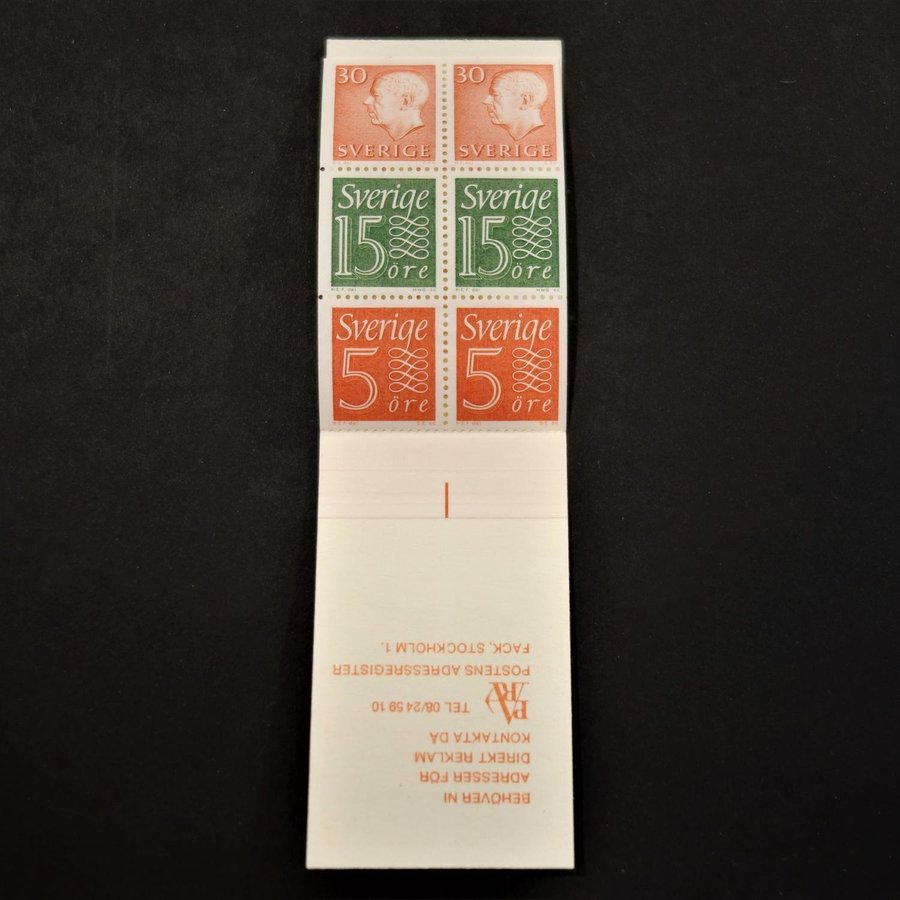 30 30
SVERIGE SVERIGE
Sverige Sverige
15 15
öre öre
Sverige Sverige
5 5
öre öre
BEHÖVER NI
ADRESSER FÖR
DIREKT REKLAM
KONTAKTA DÅ
PAR TEL 08/24 59 10
POSTENS ADRESSREGISTER
FACK, STOCKHOLM 1.